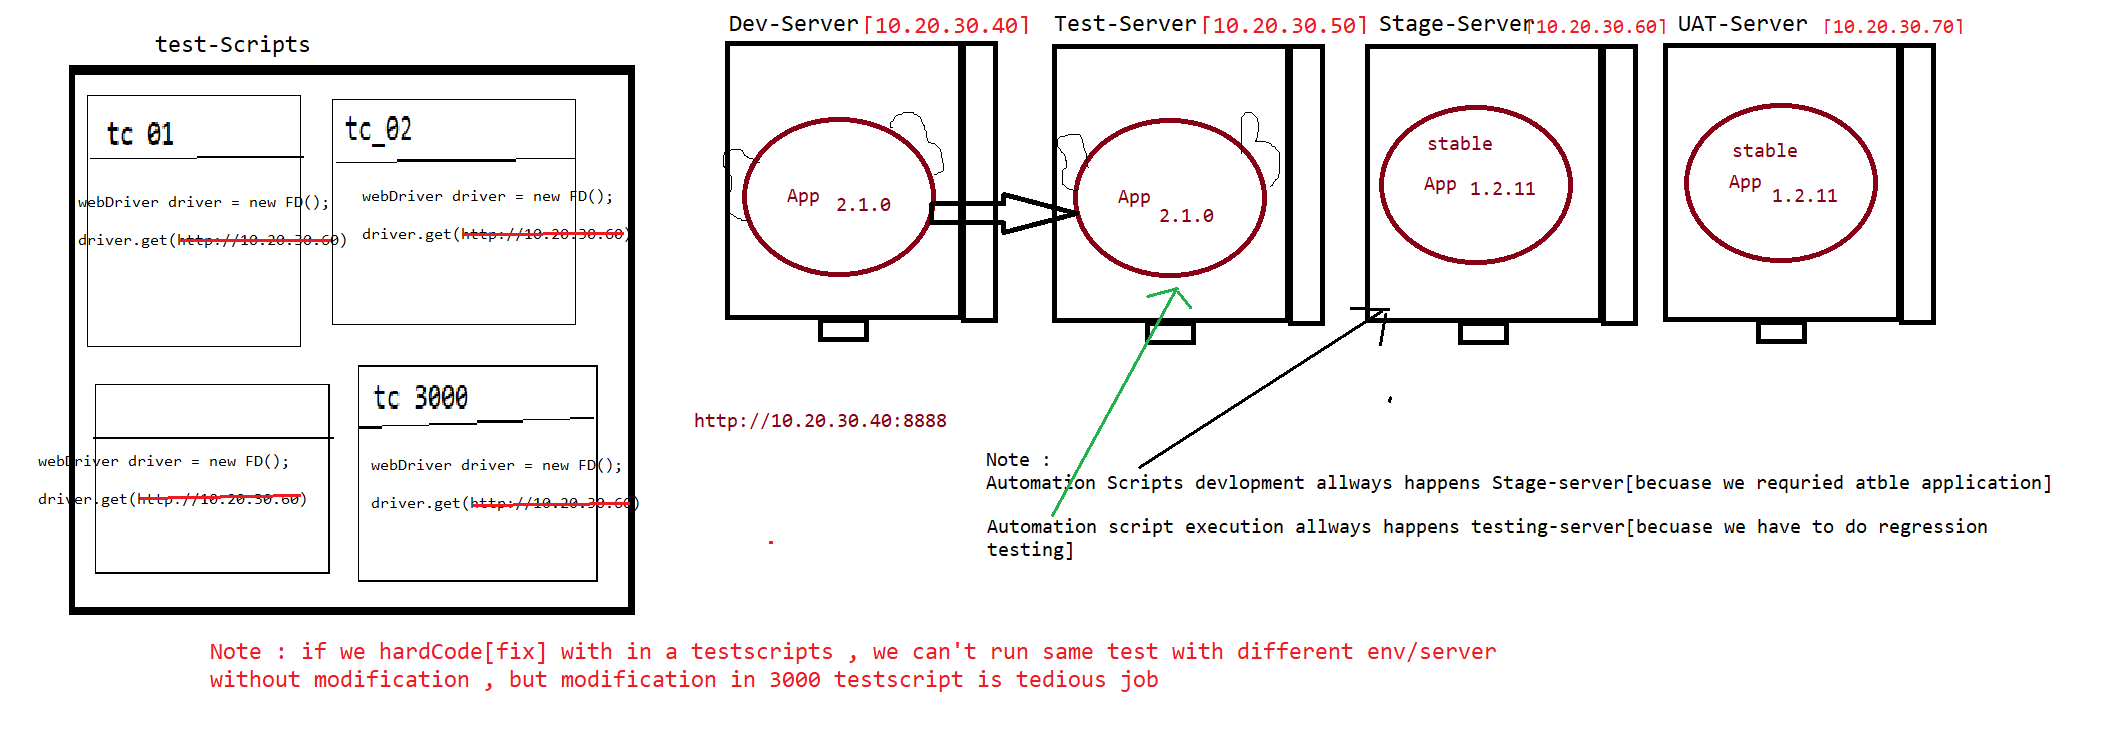 test-Scripts
tc 01
webDriver driver = new FD();
driver.get(http://10.20.30.60)
tc_02
webDriver driver = new FD();
driver.get(http://10.20.30.60)
webDriver driver = new FD();
driver.get(http://10.20.30.60)
tc 3000
webDriver driver = new FD();
driver.get(http://10.20.30.60)
Dev-Server [10.20.30.40]
App 2.1.0
Test-Server [10.20.30.50]
App 2.1.0
Stage-Server [10.20.30.60]
stable
App 1.2.11
UAT-Server [10.20.30.70]
stable
App 1.2.11
http://10.20.30.40:8888
Note :
Automation Scripts devlopment allways happens Stage-server[becuase we requried atble application]
Automation script execution allways happens testing-server[becuase we have to do regression
testing]
Note : if we hardCode[fix] with in a testscripts , we can't run same test with different env/server
without modification , but modification in 3000 testscript is tedious job